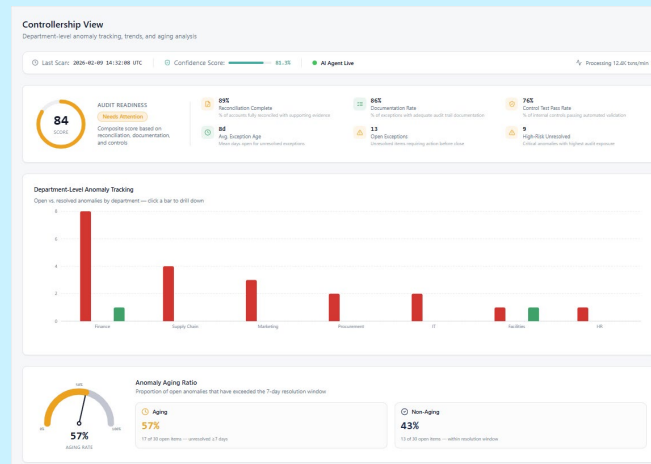 Controllership View
Department-level anomaly tracking, trends, and aging analysis
Last Scan: 2026-02-09 14:32:08 UTC
Confidence Score:
AI Agent Live
Processing 12.4K txns/min
84
SCORE
AUDIT READINESS
Needs Attention
Composite score based on
reconciliation, documentation,
and controls
89%
Reconciliation Complete
% of accounts fully reconciled with supporting evidence
86%
Documentation Rate
% of exceptions with adequate audit trail documentation
76%
Control Test Pass Rate
% of internal controls passing automated validation
8d
Avg. Exception Age
Mean days open for unresolved exceptions
13
Open Exceptions
Unresolved items requiring action before close
9
High-Risk Unresolved
Critical anomalies with highest audit exposure
Department-Level Anomaly Tracking
Open vs. resolved anomalies by department — click a bar to drill down
8
6
4
2
0
Finance
Supply Chain
Marketing
Procurement
IT
Facilities
HR
57%
AGING RATE
Anomaly Aging Ratio
Proportion of open anomalies that have exceeded the 7-day resolution window
Aging
57%
17 of 30 open items — unresolved ≥7 days
Non-Aging
43%
13 of 30 open items — within resolution window